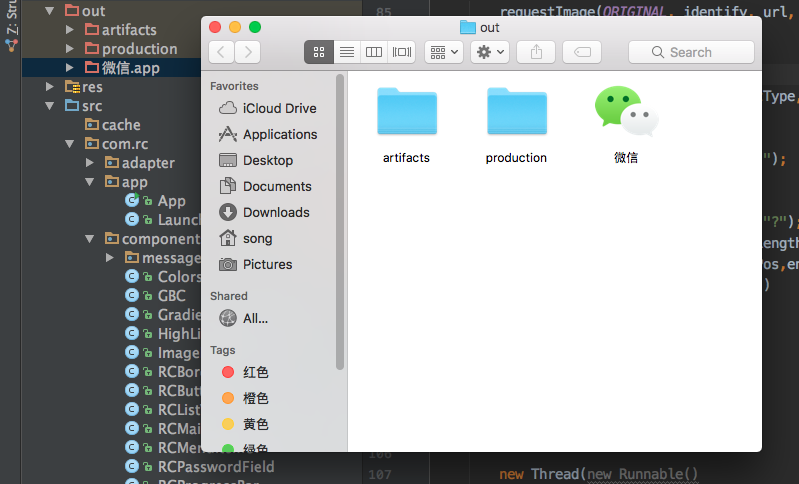 Z: Stru
out
artifacts
production
微信.app
res
src
cache
com.rc
adapter
app
App
Launc
component
message
Colors
GBC
Gradie
HighLi
Image
RCBor
RCBut
RCList
RCMai
RCMen
RCPasswordField
85
requestImage(ORIGINAL, identify, url,
Type,
");
"?");
Length
os,en
)
106
107
new Thread(new Runnable()
out
Search
Favorites
iCloud Drive
Applications
Desktop
Documents
Downloads
song
Pictures
Shared
All...
Tags
红色
橙色
黄色
绿色
artifacts
production
微信